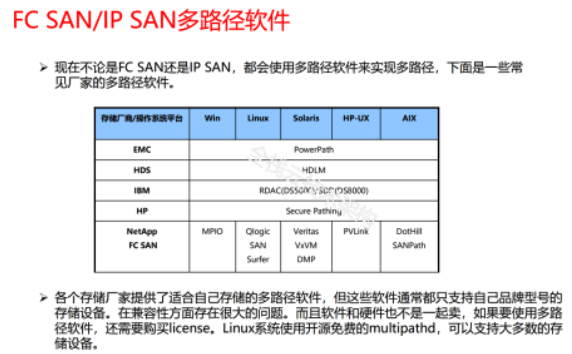 FC SAN/IP SAN多路径软件
➢ 现在不论是FC SAN还是IP SAN，都会使用多路径软件来实现多路径，下面是一些常
见厂家的多路径软件。
存储厂商/操作系统平台 Win Linux Solaris HP-UX AIX
EMC PowerPath
HDS HDLM
IBM RDAC(DS5000)/SDD(DS8000)
HP Secure Pathing
NetApp MPIO Qlogic Veritas PVLink DotHill
FC SAN SAN VxVM SANPath
Surfer DMP
➢ 各个存储厂家提供了适合自己存储的多路径软件，但这些软件通常都只支持自己品牌型号的
存储设备。在兼容性方面存在很大的问题。而且软件和硬件也不是一起卖，如果要使用多路
径软件，还需要购买license。Linux系统使用开源免费的multipathd，可以支持大多数的存
储设备。